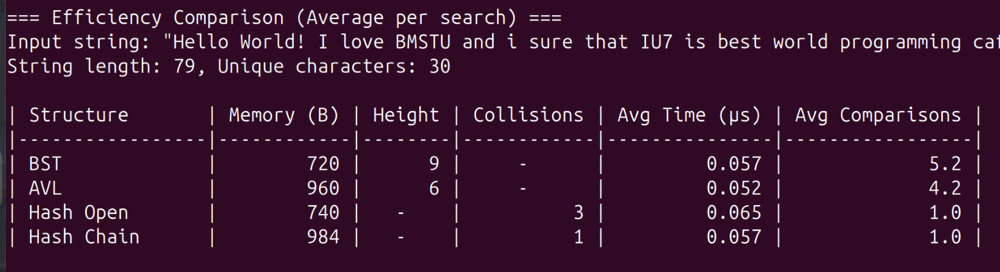 === Efficiency Comparison (Average per search) ===
Input string: "Hello World! I love BMSTU and i sure that IU7 is best world programming
String length: 79, Unique characters: 30
| Structure | Memory (B) | Height | Collisions | Avg Time (µs) | Avg Comparisons |
|-----------------|------------|--------|------------|---------------|-----------------|
| BST | 720 | 9 | - | 0.057 | 5.2 |
| AVL | 960 | 6 | - | 0.052 | 4.2 |
| Hash Open | 740 | - | 3 | 0.065 | 1.0 |
| Hash Chain | 984 | - | 1 | 0.057 | 1.0 |